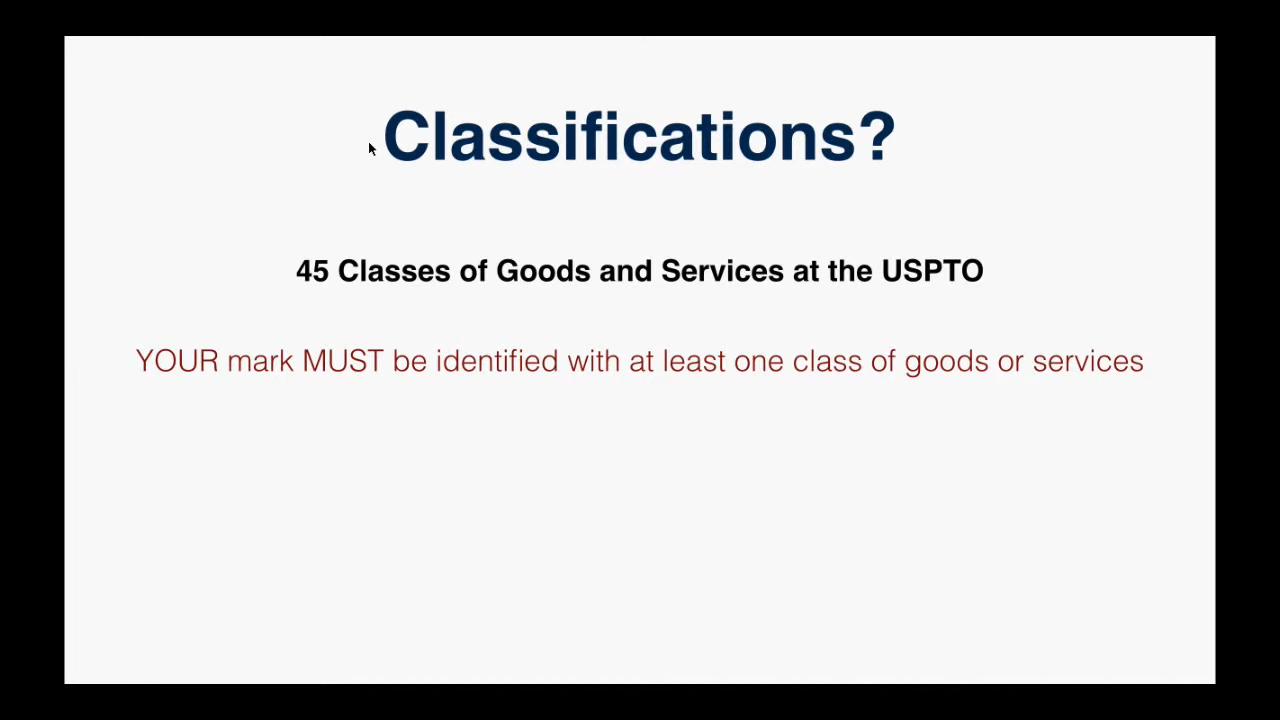 Classifications?
45 Classes of Goods and Services at the USPTO
YOUR mark MUST be identified with at least one class of goods or services